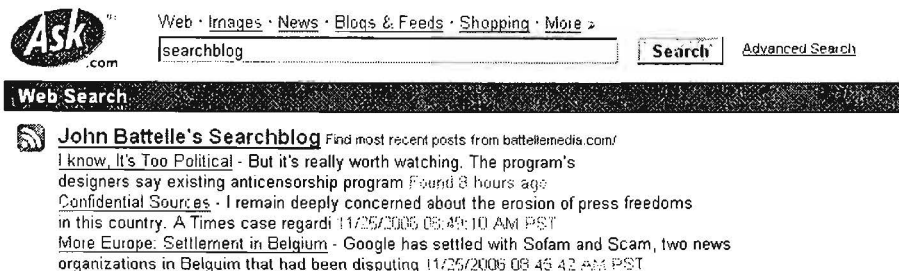 Ask.com
Web · Images · News · Blogs & Feeds · Shopping · More »
searchblog Search Advanced Search
Web Search
John Battelle's Searchblog Find most recent posts from battellemedia.com/
I know, It's Too Political - But it's really worth watching. The program's
designers say existing anticensorship program Found 8 hours ago
Confidential Sources - I remain deeply concerned about the erosion of press freedoms
in this country. A Times case regardi 11/25/2006 08:49:10 AM PST
More Europe: Settlement in Belgium - Google has settled with Sofam and Scam, two news
organizations in Belguim that had been disputing 11/25/2006 08:45:42 AM PST